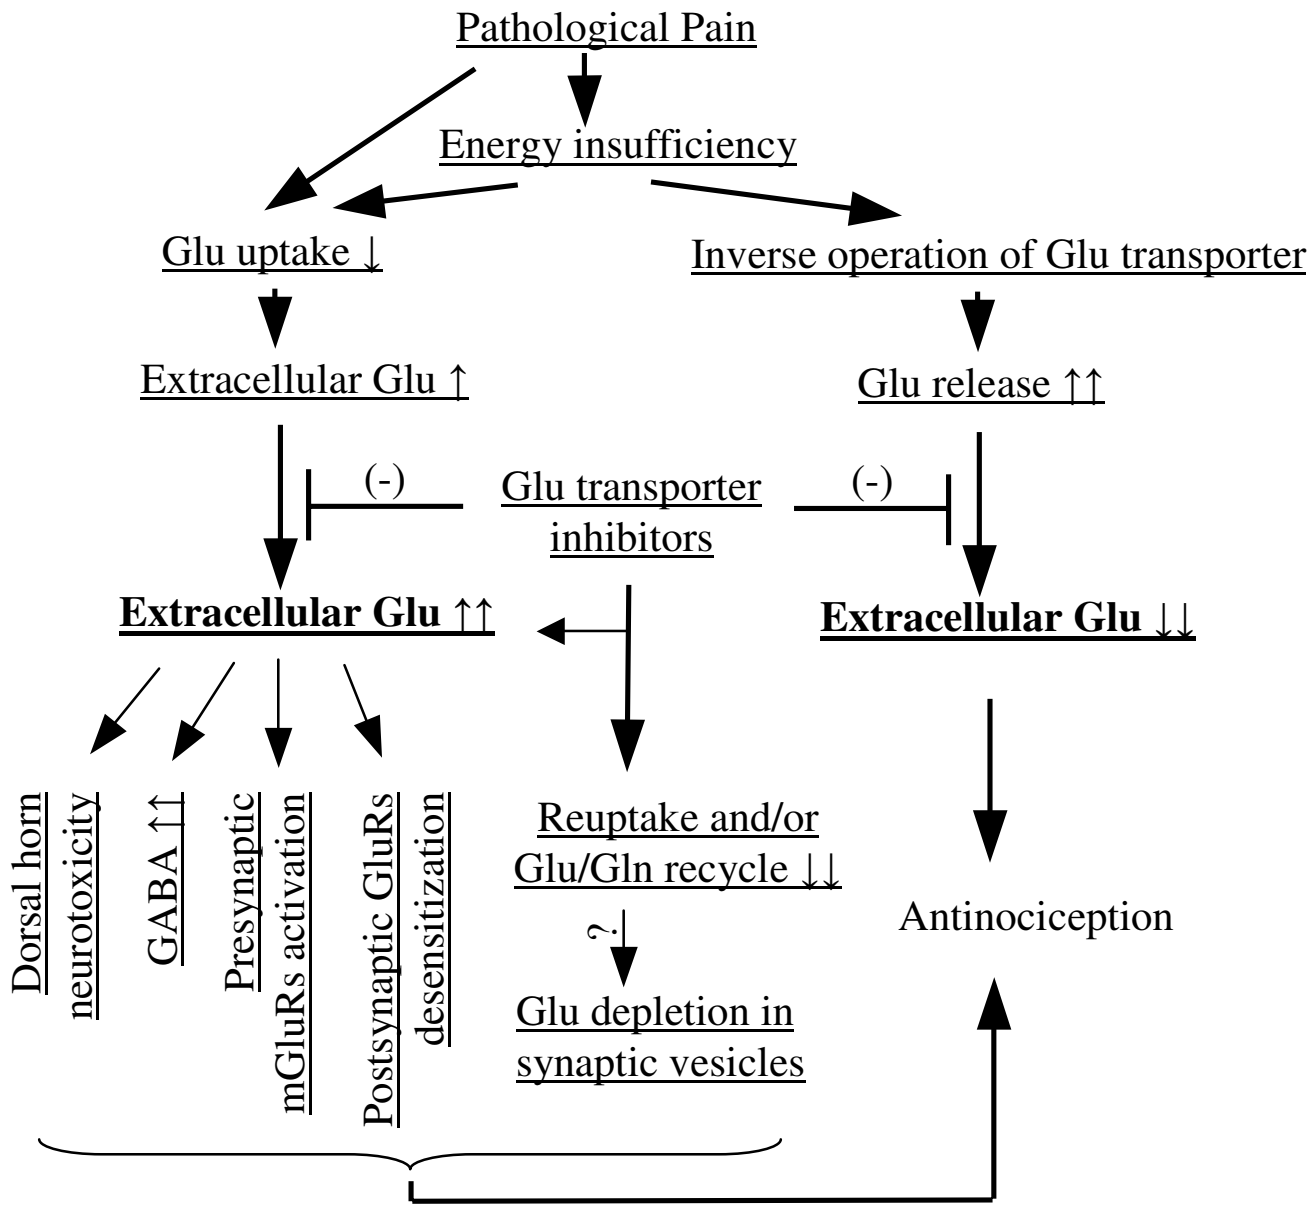 Pathological Pain
Energy insufficiency
Glu uptake ↓
Inverse operation of Glu transporter
Extracellular Glu ↑
Glu release ↑↑
(-)
Glu transporter
inhibitors
(-)
Extracellular Glu ↑↑
Extracellular Glu ↓↓
Dorsal horn
neurotoxicity
GABA ↑↑
Presynaptic
mGluRs activation
Postsynaptic GluRs
desensitization
Reuptake and/or
Glu/Gln recycle ↓↓
?
Glu depletion in
synaptic vesicles
Antinociception